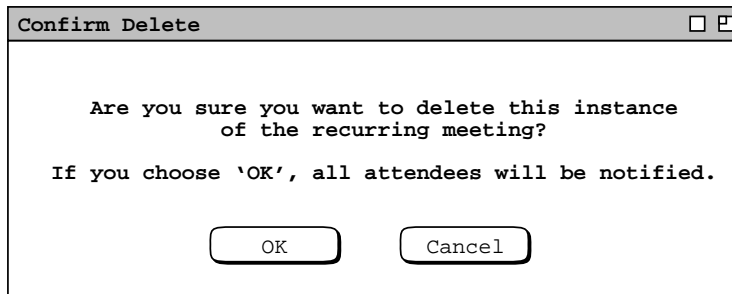 Confirm Delete
Are you sure you want to delete this instance
of the recurring meeting?
If you choose ‘OK’, all attendees will be notified.
OK
Cancel